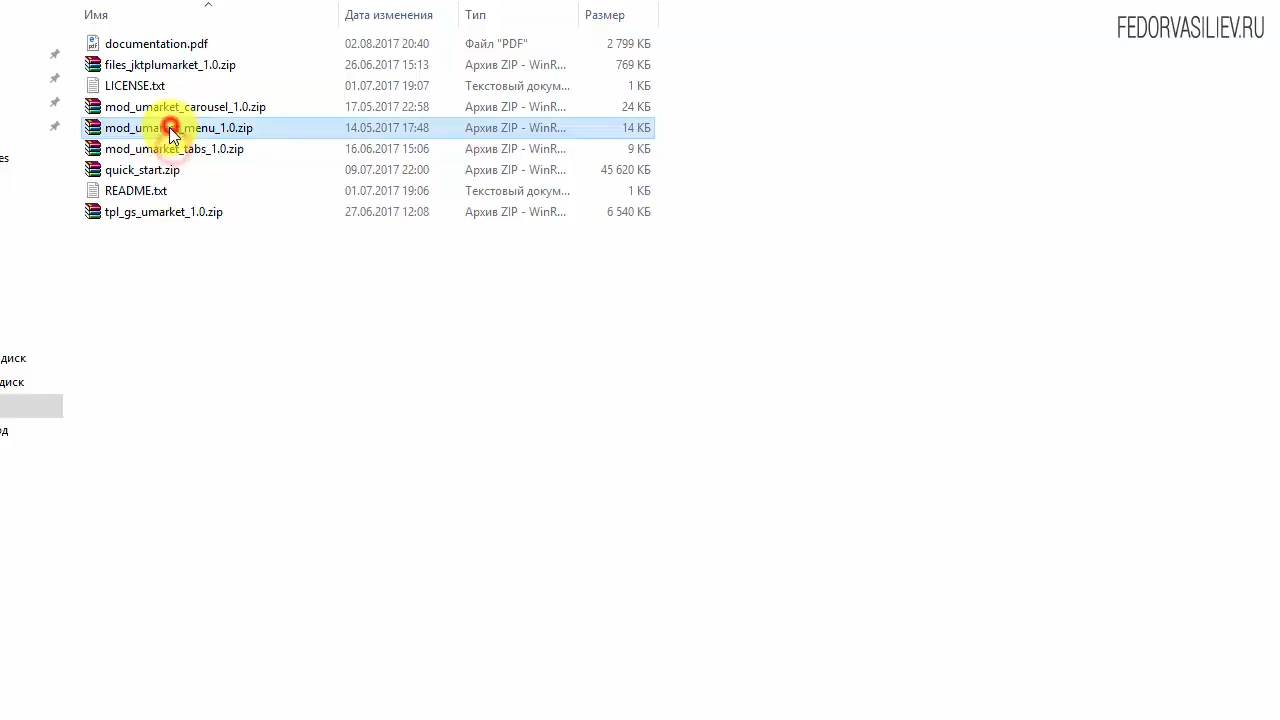 FEDORVASILIEV.RU
Имя Дата изменения Тип Размер
documentation.pdf 02.08.2017 20:40 Файл "PDF" 2 799 КБ
files_jktplumarket_1.0.zip 26.06.2017 15:13 Архив ZIP - WinR... 769 КБ
LICENSE.txt 01.07.2017 19:07 Текстовый докум... 1 КБ
mod_umarket_carousel_1.0.zip 17.05.2017 22:58 Архив ZIP - WinR... 24 КБ
mod_umarket_menu_1.0.zip 14.05.2017 17:48 Архив ZIP - WinR... 14 КБ
mod_umarket_tabs_1.0.zip 16.06.2017 15:06 Архив ZIP - WinR... 9 КБ
es
quick_start.zip 09.07.2017 22:00 Архив ZIP - WinR... 45 620 КБ
README.txt 01.07.2017 19:06 Текстовый докум... 1 КБ
tpl_gs_umarket_1.0.zip 27.06.2017 12:08 Архив ZIP - WinR... 6 540 КБ
диск
диск
од